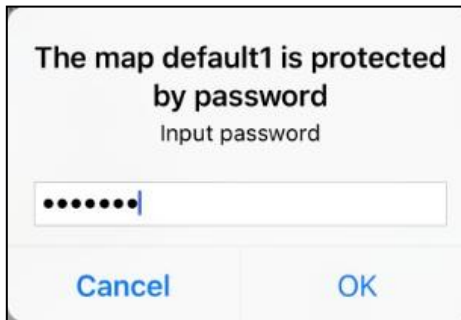 The map default1 is protected
by password
Input password
•••••••
Cancel
OK